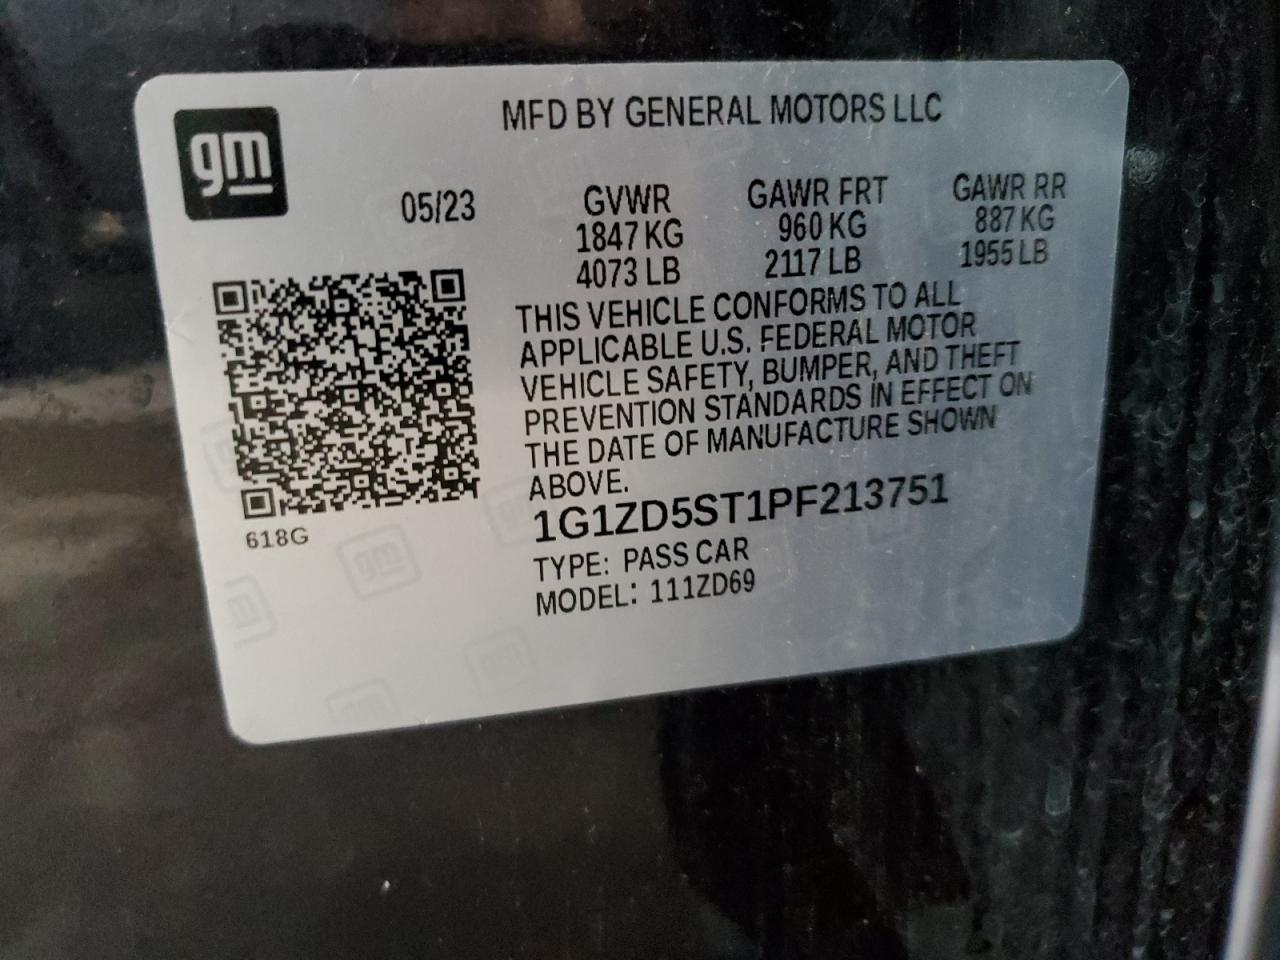 gm
MFD BY GENERAL MOTORS LLC
05/23 GVWR GAWR FRT GAWR RR
1847 KG 960 KG 887 KG
4073 LB 2117 LB 1955 LB
THIS VEHICLE CONFORMS TO ALL
APPLICABLE U.S. FEDERAL MOTOR
VEHICLE SAFETY, BUMPER, AND THEFT
PREVENTION STANDARDS IN EFFECT ON
THE DATE OF MANUFACTURE SHOWN
ABOVE.
1G1ZD5ST1PF213751
618G
TYPE: PASS CAR
MODEL: 111ZD69